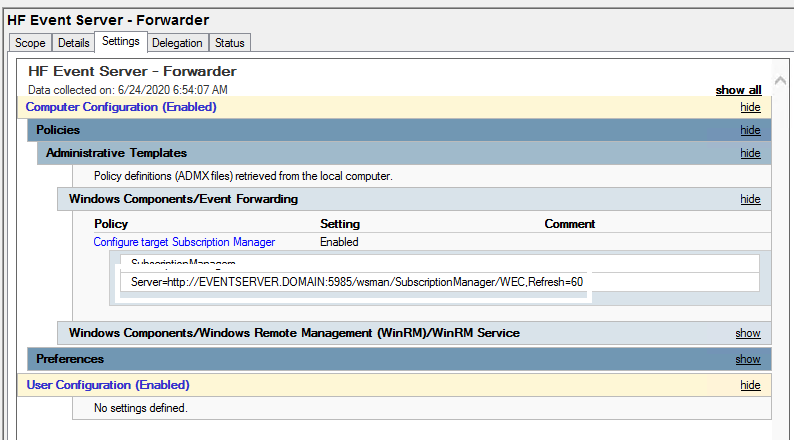 HF Event Server - Forwarder
Scope Details Settings Delegation Status
HF Event Server - Forwarder
Data collected on: 6/24/2020 6:54:07 AM show all
Computer Configuration (Enabled) hide
Policies hide
Administrative Templates hide
Policy definitions (ADMX files) retrieved from the local computer.
Windows Components/Event Forwarding hide
Policy Setting Comment
Configure target Subscription Manager Enabled
Server=http://EVENTSERVER.DOMAIN:5985/wsman/SubscriptionManager/WEC,Refresh=60
Windows Components/Windows Remote Management (WinRM)/WinRM Service show
Preferences show
User Configuration (Enabled) hide
No settings defined.